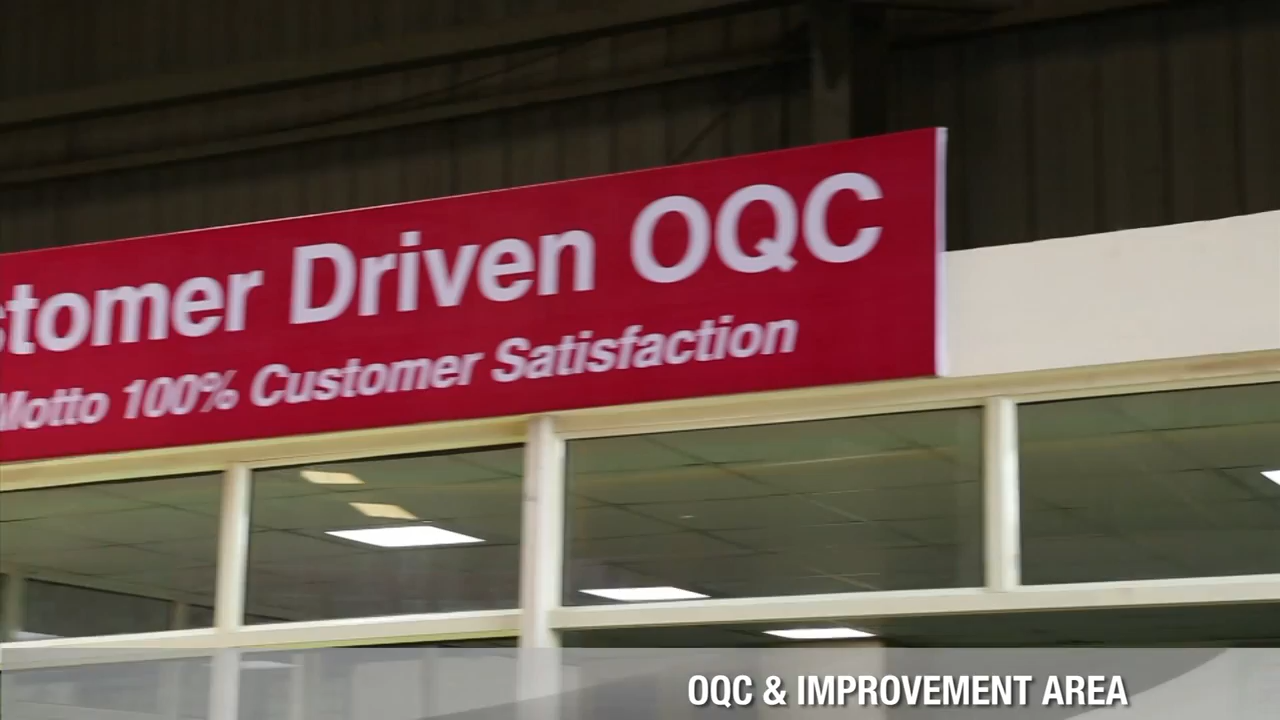 stomer Driven OQC
Motto 100% Customer Satisfaction
OQC & IMPROVEMENT AREA